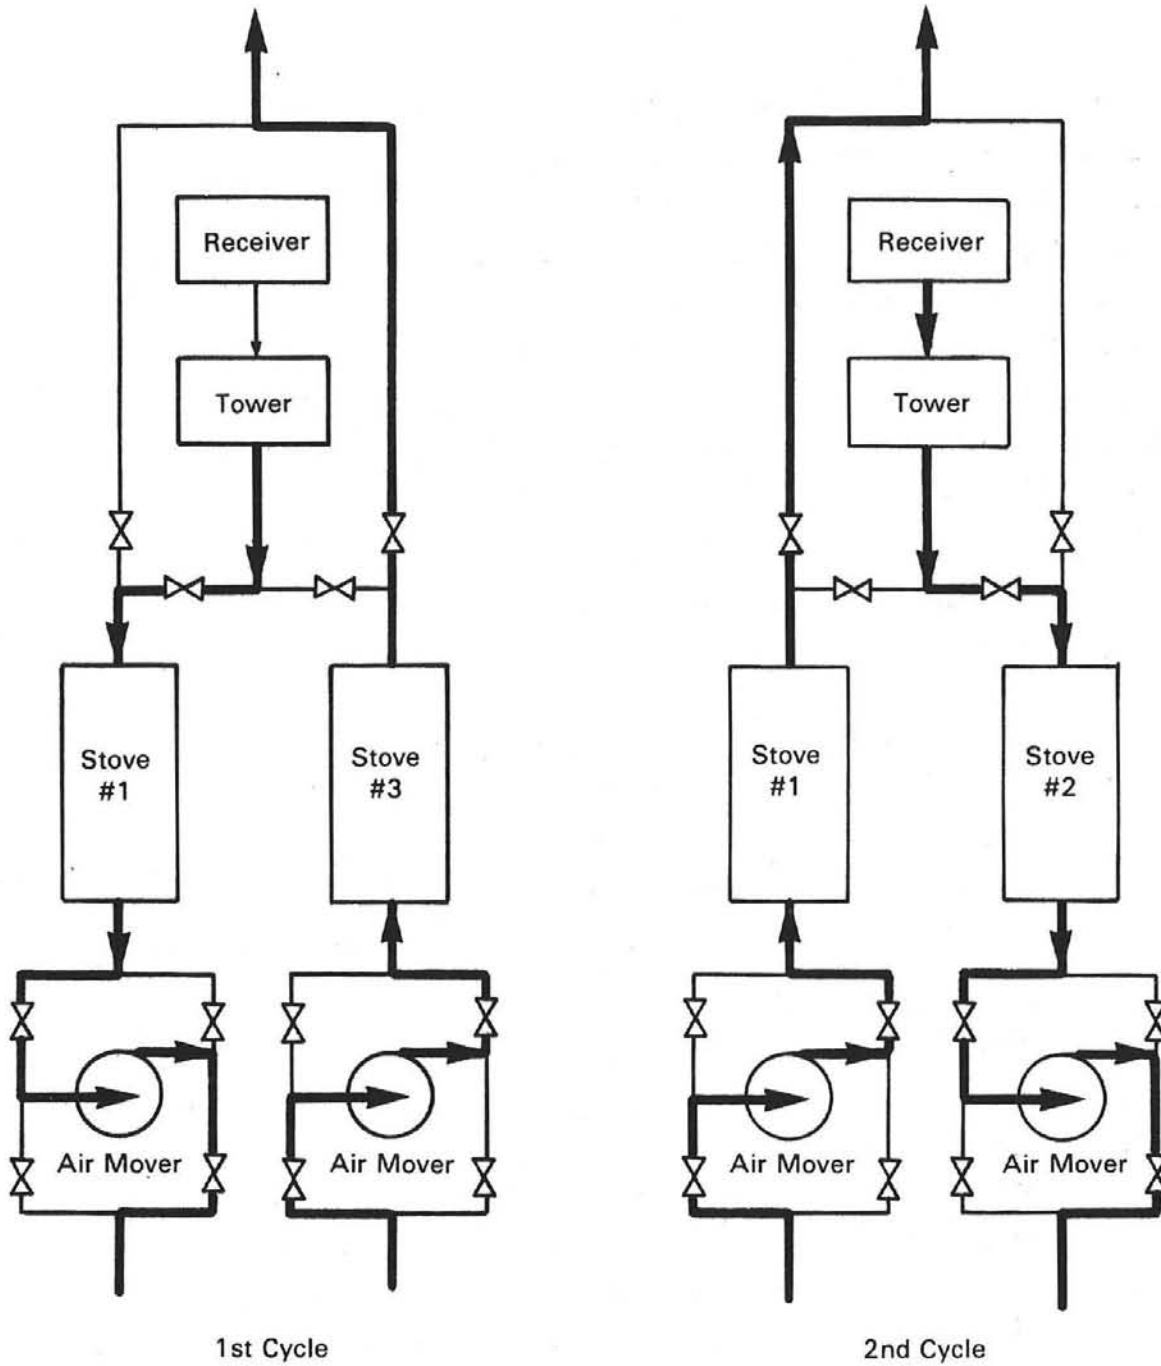 Receiver
Tower
Stove
#1
Stove
#3
Air Mover
Air Mover
1st Cycle
Receiver
Tower
Stove
#1
Stove
#2
Air Mover
Air Mover
2nd Cycle